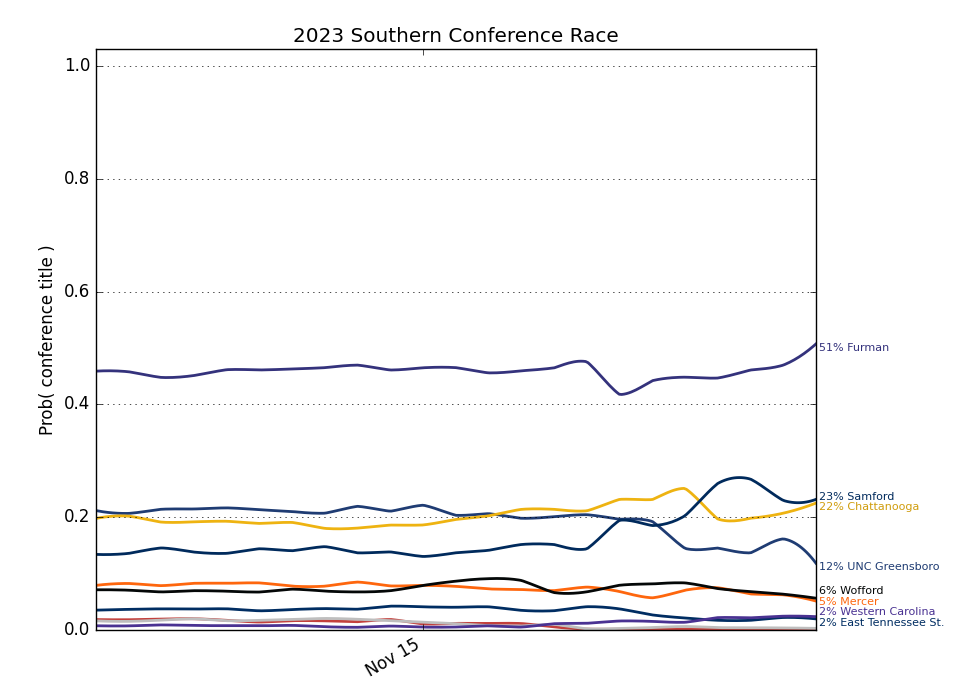 2023 Southern Conference Race
1.0
0.8
0.6
0.4
0.2
0.0
Prob( conference title )
Nov 15
51% Furman
23% Samford
22% Chattanooga
12% UNC Greensboro
6% Wofford
5% Mercer
2% Western Carolina
2% East Tennessee St.